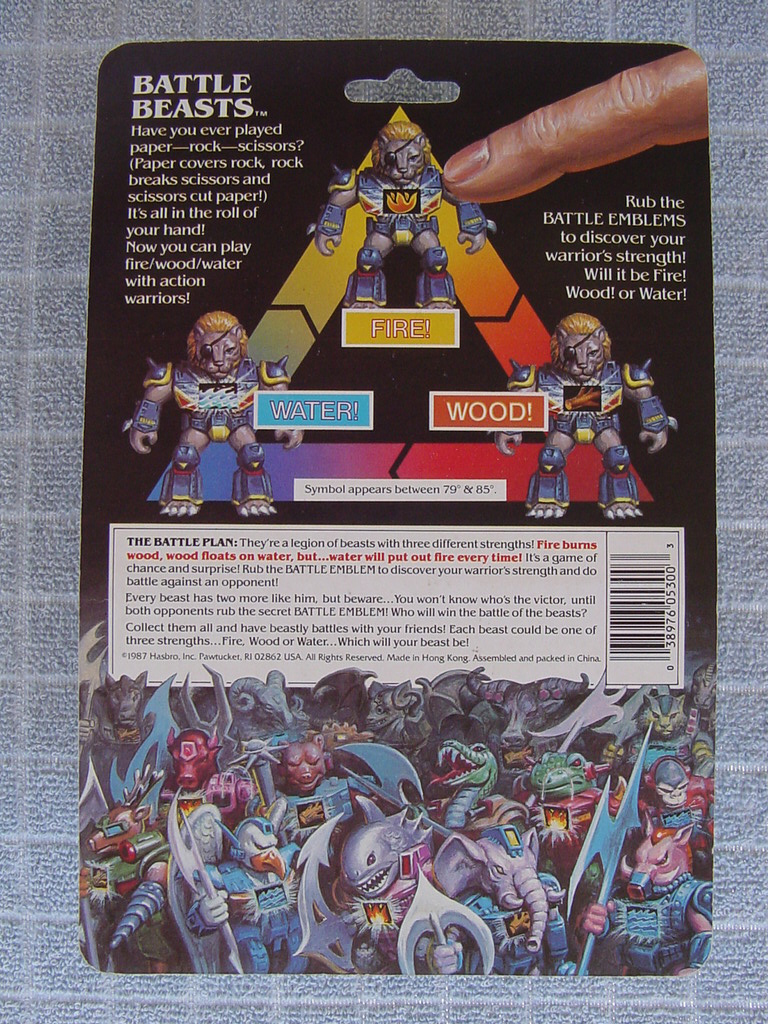 BATTLE
BEASTS™
Have you ever played
paper—rock—scissors?
(Paper covers rock, rock
breaks scissors and
scissors cut paper!)
It's all in the roll of
your hand!
Now you can play
fire/wood/water
with action
warriors!
Rub the
BATTLE EMBLEMS
to discover your
warrior's strength!
Will it be Fire!
Wood! or Water!
FIRE!
WATER!
WOOD!
Symbol appears between 79° & 85°.
THE BATTLE PLAN: They're a legion of beasts with three different strengths! Fire burns
wood, wood floats on water, but...water will put out fire every time! It's a game of
chance and surprise! Rub the BATTLE EMBLEM to discover your warrior's strength and do
battle against an opponent!
Every beast has two more like him, but beware...You won't know who's the victor, until
both opponents rub the secret BATTLE EMBLEM! Who will win the battle of the beasts?
Collect them all and have beastly battles with your friends! Each beast could be one of
three strengths...Fire, Wood or Water...Which will your beast be!
©1987 Hasbro, Inc. Pawtucket, RI 02862 USA. All Rights Reserved. Made in Hong Kong. Assembled and packed in China.
0 38976 05300 3